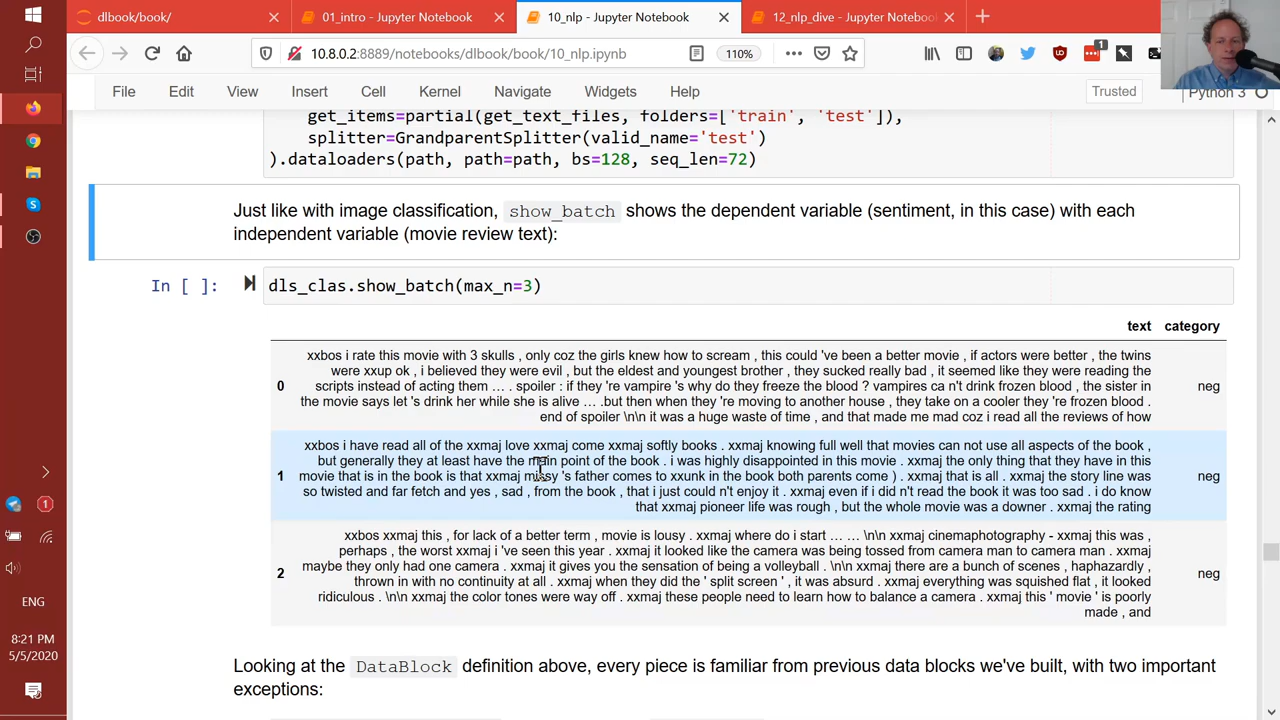 dlbook/book/
01_intro - Jupyter Notebook
10_nlp - Jupyter Notebook
12_nlp_dive - Jupyter Notebook
10.8.0.2:8889/notebooks/dlbook/book/10_nlp.ipynb
110%
1
File Edit View Insert Cell Kernel Navigate Widgets Help
Trusted
Python 3
get_items=partial(get_text_files, folders=['train', 'test']),
splitter=GrandparentSplitter(valid_name='test')
).dataloaders(path, path=path, bs=128, seq_len=72)
Just like with image classification, show_batch shows the dependent variable (sentiment, in this case) with each
independent variable (movie review text):
In [ ]:
dls_clas.show_batch(max_n=3)
text category
xxbos i rate this movie with 3 skulls , only coz the girls knew how to scream , this could 've been a better movie , if actors were better , the twins
were xxup ok , i believed they were evil , but the eldest and youngest brother , they sucked really bad , it seemed like they were reading the
0 scripts instead of acting them … . spoiler : if they 're vampire 's why do they freeze the blood ? vampires ca n't drink frozen blood , the sister in neg
the movie says let 's drink her while she is alive … .but then when they 're moving to another house , they take on a cooler they 're frozen blood .
end of spoiler \n\n it was a huge waste of time , and that made me mad coz i read all the reviews of how
xxbos i have read all of the xxmaj love xxmaj come xxmaj softly books . xxmaj knowing full well that movies can not use all aspects of the book ,
but generally they at least have the main point of the book . i was highly disappointed in this movie . xxmaj the only thing that they have in this
1 movie that is in the book is that xxmaj missy 's father comes to xxunk in the book both parents come ) . xxmaj that is all . xxmaj the story line was neg
so twisted and far fetch and yes , sad , from the book , that i just could n't enjoy it . xxmaj even if i did n't read the book it was too sad . i do know
that xxmaj pioneer life was rough , but the whole movie was a downer . xxmaj the rating
xxbos xxmaj this , for lack of a better term , movie is lousy . xxmaj where do i start … … \n\n xxmaj cinemaphotography - xxmaj this was ,
perhaps , the worst xxmaj i 've seen this year . xxmaj it looked like the camera was being tossed from camera man to camera man . xxmaj
2 maybe they only had one camera . xxmaj it gives you the sensation of being a volleyball . \n\n xxmaj there are a bunch of scenes , haphazardly , neg
thrown in with no continuity at all . xxmaj when they did the ' split screen ' , it was absurd . xxmaj everything was squished flat , it looked
ridiculous . \n\n xxmaj the color tones were way off . xxmaj these people need to learn how to balance a camera . xxmaj this ' movie ' is poorly
made , and
Looking at the DataBlock definition above, every piece is familiar from previous data blocks we've built, with two important
exceptions:
1
ENG
8:21 PM
5/5/2020